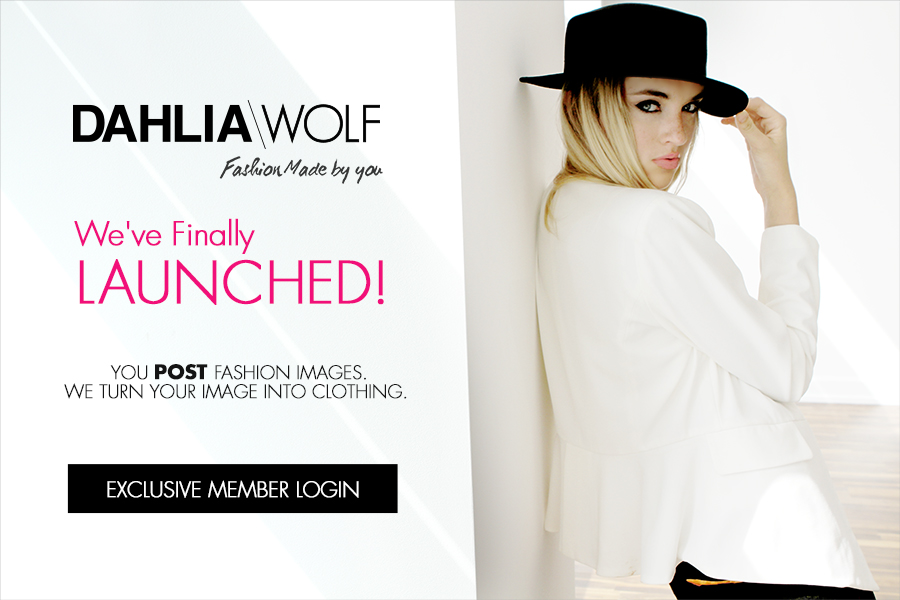 DAHLIA\WOLF
Fashion Made by you
We've Finally
LAUNCHED!
YOU POST FASHION IMAGES.
WE TURN YOUR IMAGE INTO CLOTHING.
EXCLUSIVE MEMBER LOGIN